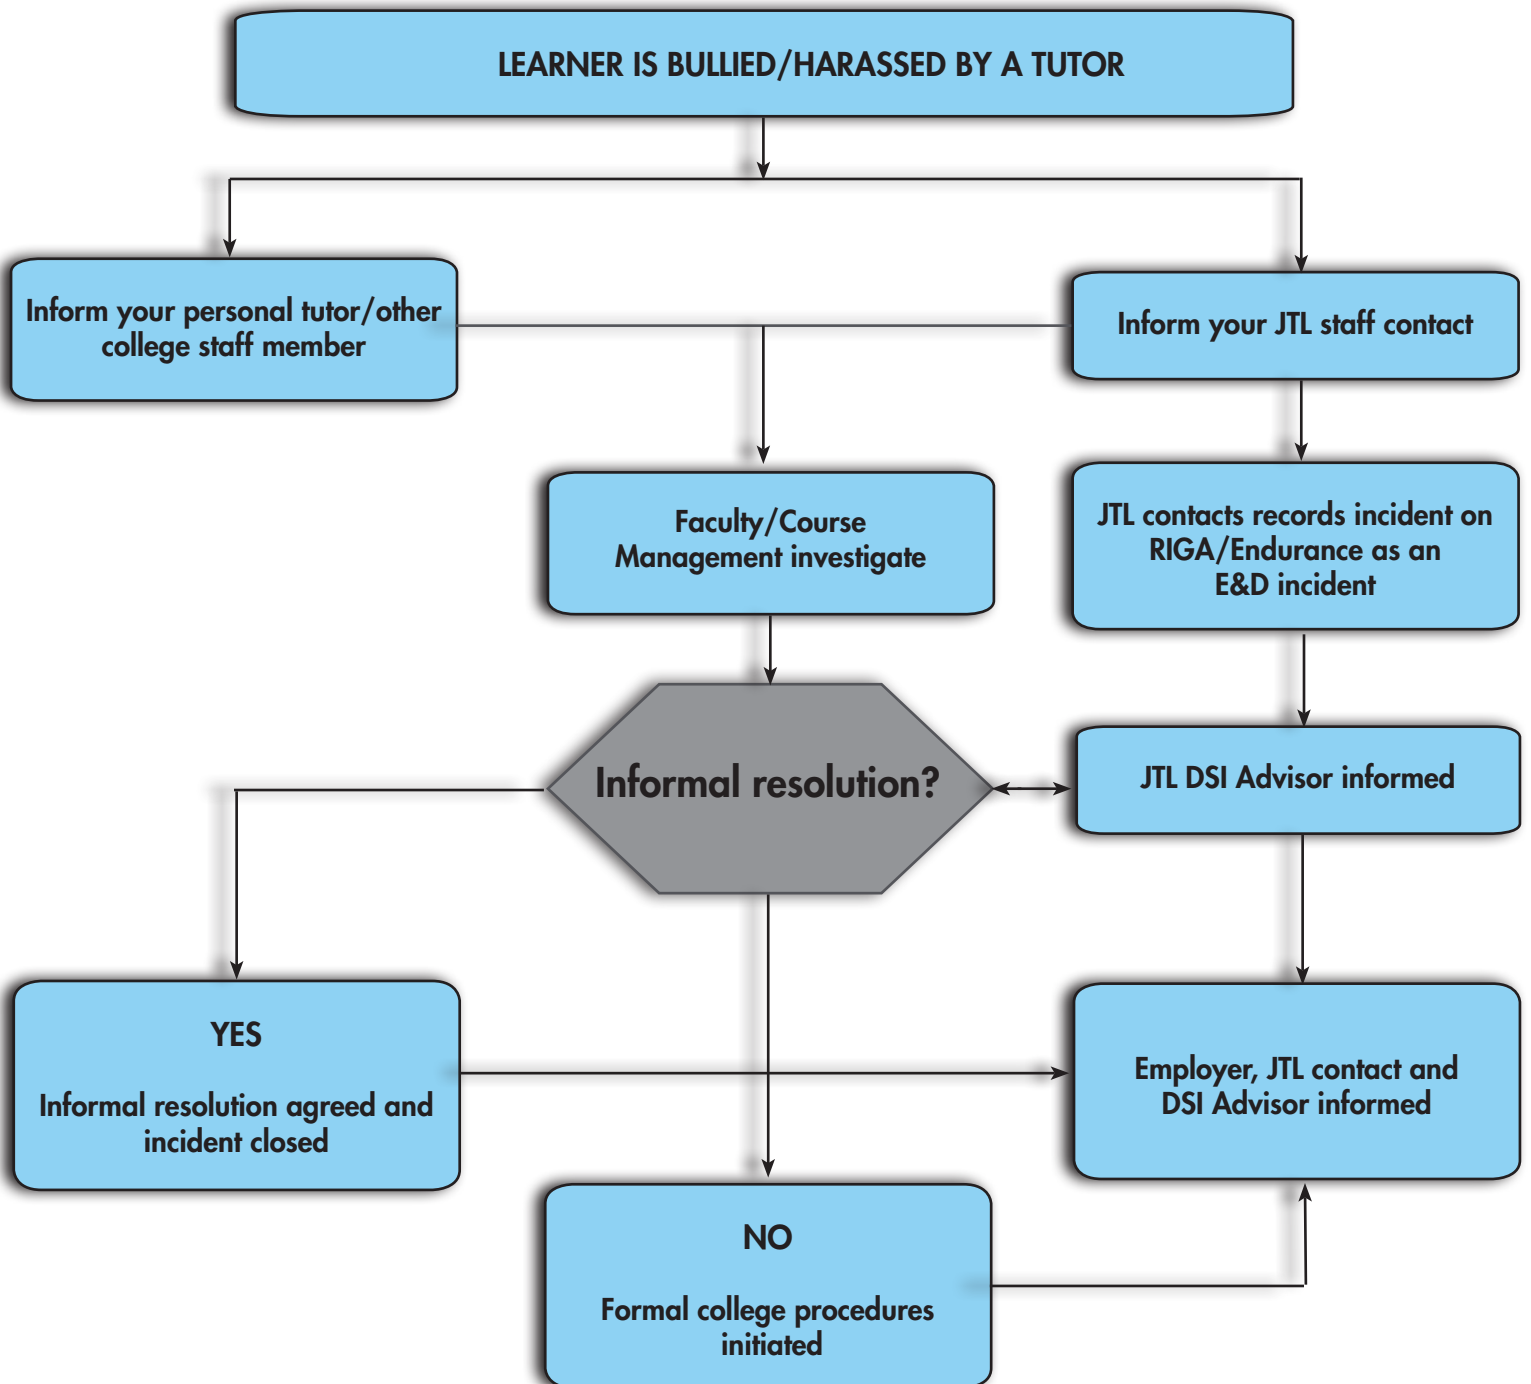 LEARNER IS BULLIED/HARASSED BY A TUTOR
Inform your personal tutor/other
college staff member
Inform your JTL staff contact
Faculty/Course
Management investigate
JTL contacts records incident on
RIGA/Endurance as an
E&D incident
Informal resolution?
JTL DSI Advisor informed
YES
Informal resolution agreed and
incident closed
Employer, JTL contact and
DSI Advisor informed
NO
Formal college procedures
initiated